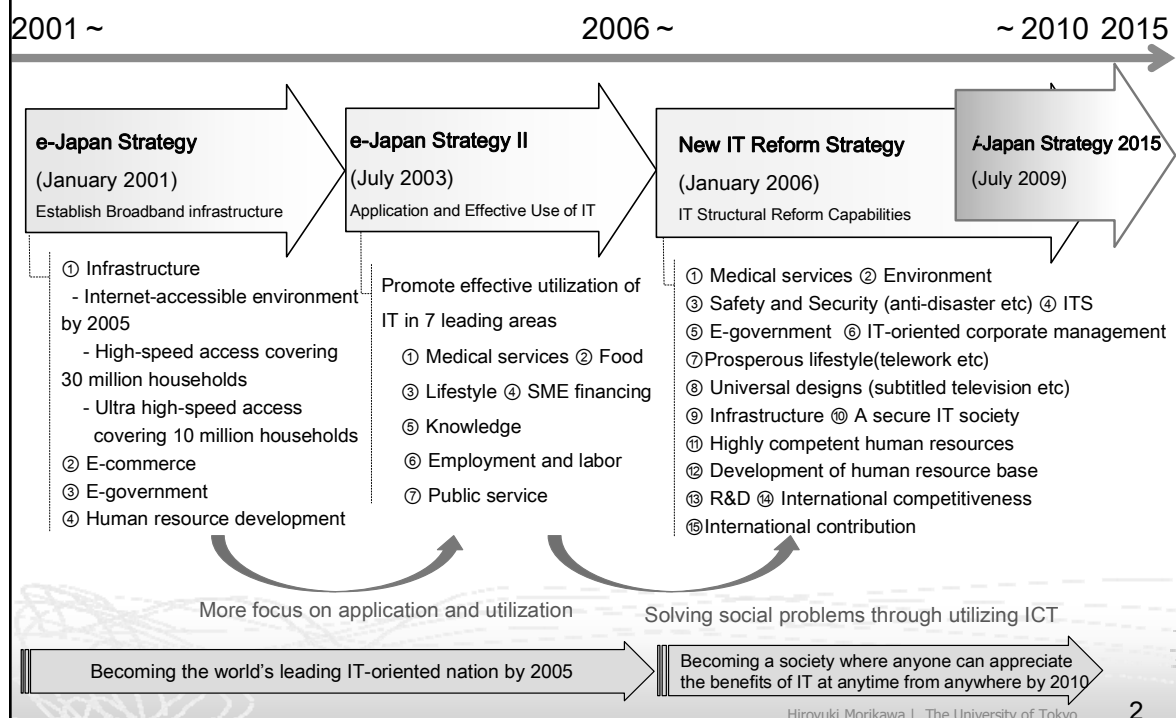 2001 ~ 2006 ~ ~ 2010 2015
e-Japan Strategy
(January 2001)
Establish Broadband infrastructure
① Infrastructure
- Internet-accessible environment
by 2005
- High-speed access covering
30 million households
- Ultra high-speed access
covering 10 million households
② E-commerce
③ E-government
④ Human resource development
e-Japan Strategy II
(July 2003)
Application and Effective Use of IT
Promote effective utilization of
IT in 7 leading areas
① Medical services ② Food
③ Lifestyle ④ SME financing
⑤ Knowledge
⑥ Employment and labor
⑦ Public service
New IT Reform Strategy
(January 2006)
IT Structural Reform Capabilities
① Medical services ② Environment
③ Safety and Security (anti-disaster etc) ④ ITS
⑤ E-government ⑥ IT-oriented corporate management
⑦Prosperous lifestyle(telework etc)
⑧ Universal designs (subtitled television etc)
⑨ Infrastructure ⑩ A secure IT society
⑪ Highly competent human resources
⑫ Development of human resource base
⑬ R&D ⑭ International competitiveness
⑮International contribution
i-Japan Strategy 2015
(July 2009)
More focus on application and utilization
Solving social problems through utilizing ICT
Becoming the world's leading IT-oriented nation by 2005
Becoming a society where anyone can appreciate
the benefits of IT at anytime from anywhere by 2010
Hiroyuki Morikawa | The University of Tokyo
2